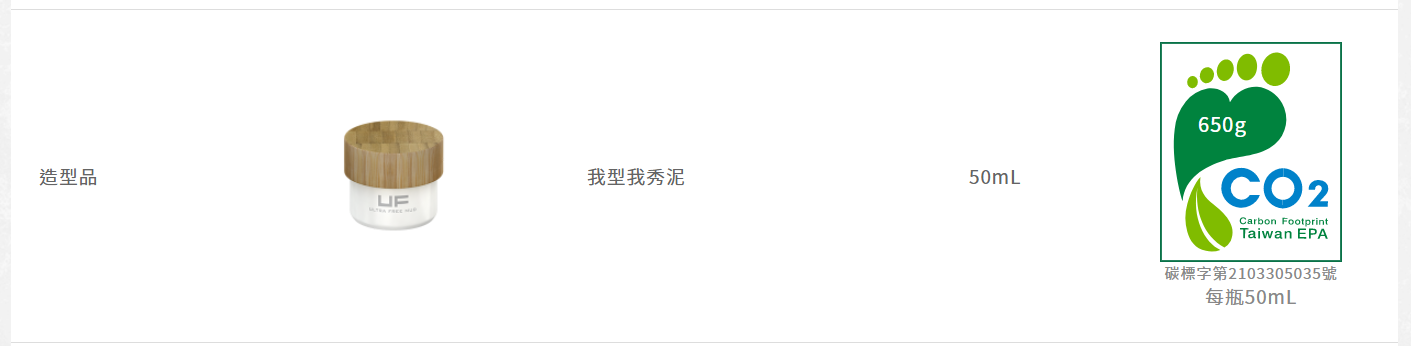 造型品
UF
ULTRA FREE HAIR
我型我秀泥
50mL
650g
CO2
Carbon Footprint
Taiwan EPA
碳標字第2103305035號
每瓶50mL